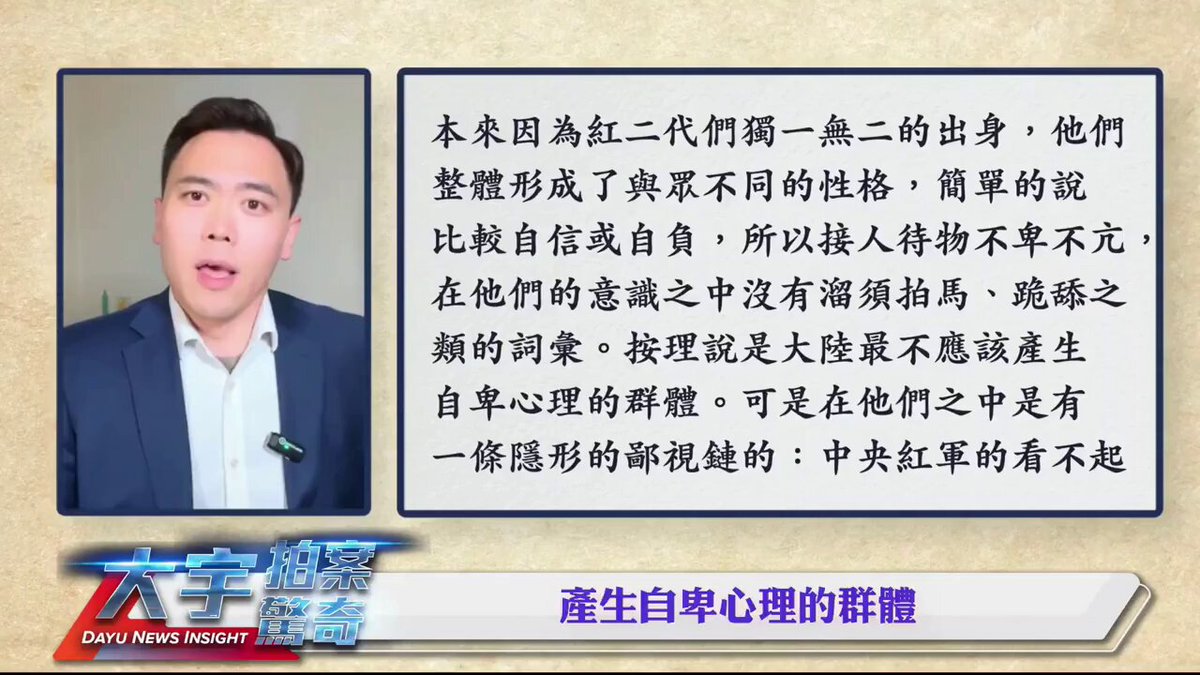 本來因為紅二代們獨一無二的出身，他們
整體形成了與眾不同的性格，簡單的說
比較自信或自負，所以接人待物不卑不亢，
在他們的意識之中沒有溜須拍馬、跪舔之
類的詞彙。按理說是大陸最不應該產生
自卑心理的群體。可是在他們之中是有
一條隱形的鄙視鏈的：中央紅軍的看不起
大宇拍案驚奇
DAYU NEWS INSIGHT
產生自卑心理的群體